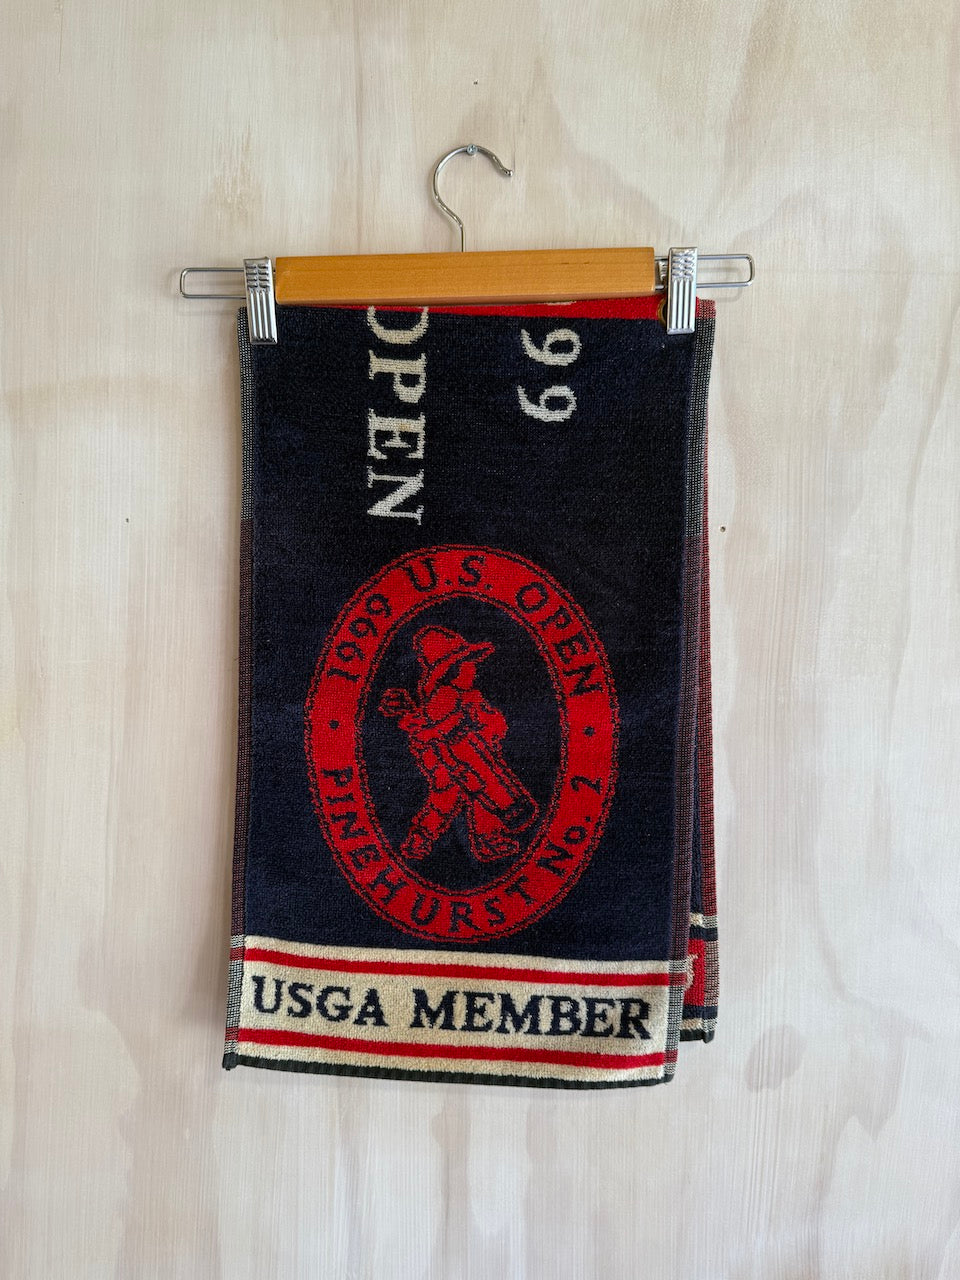 OPEN
99
1999 U.S. OPEN
PINEHURST No. 2
USGA MEMBER